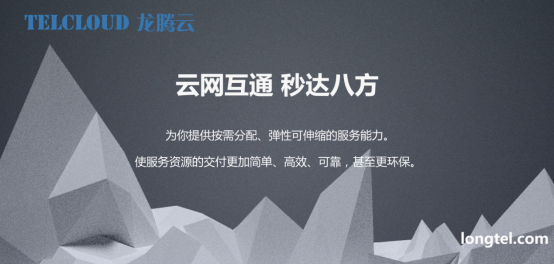 TELCLOUD 龙腾云
云网互通 秒达八方
为你提供按需分配、弹性可伸缩的服务能力。
使服务资源的交付更加简单、高效、可靠，甚至更环保。
longtel.com